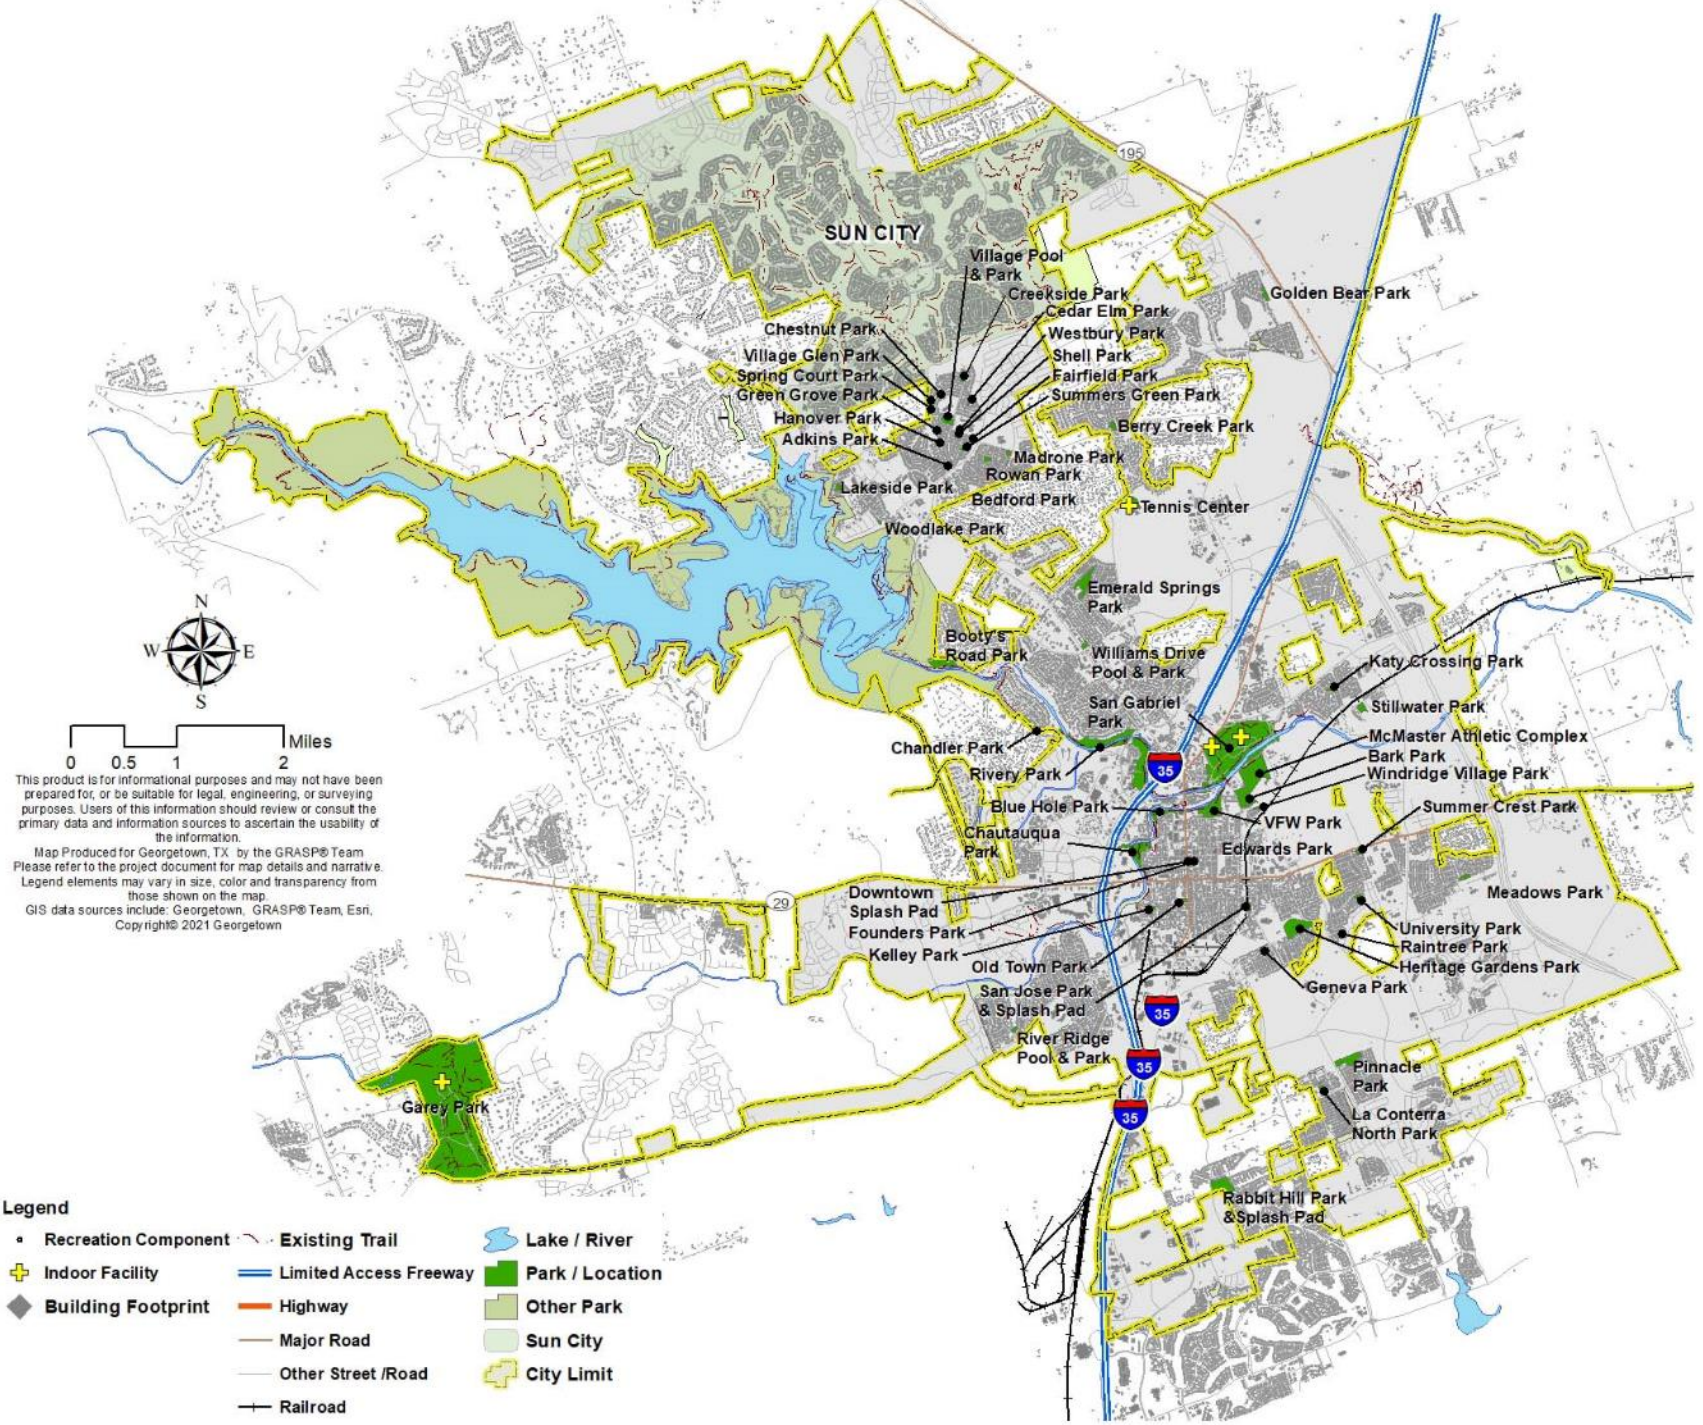 195
SUN CITY
Village Pool
& Park
Creekside Park
Golden Bear Park
Cedar Elm Park
Chestnut Park
Westbury Park
Village Glen Park
Shell Park
Spring Court Park
Fairfield Park
Green Grove Park
Summers Green Park
Hanover Park
Berry Creek Park
Adkins Park
Madrone Park
Rowan Park
Lakeside Park
Bedford Park
Tennis Center
Woodlake Park
Emerald Springs
Park
Booty's
Road Park
Williams Drive
Pool & Park
Katy Crossing Park
San Gabriel
Park
Stillwater Park
McMaster Athletic Complex
Chandler Park
Bark Park
Rivery Park
35
Windridge Village Park
Blue Hole Park
Summer Crest Park
VFW Park
Chautauqua
Park
Edwards Park
Downtown
Splash Pad
Meadows Park
29
Founders Park
University Park
Kelley Park
Raintree Park
Old Town Park
Heritage Gardens Park
San Jose Park
& Splash Pad
Geneva Park
35
River Ridge
Pool & Park
35
Pinnacle
Park
35
Garey Park
La Conterra
North Park
Rabbit Hill Park
&Splash Pad
N
W E
S
0 0.5 1 2 Miles
This product is for informational purposes and may not have been
prepared for, or be suitable for legal, engineering, or surveying
purposes. Users of this information should review or consult the
primary data and information sources to ascertain the usability of
the information.
Map Produced for Georgetown, TX by the GRASP® Team
Please refer to the project document for map details and narrative.
Legend elements may vary in size, color and transparency from
those shown on the map.
GIS data sources include: Georgetown, GRASP® Team, Esri,
Copyright© 2021 Georgetown
Legend
Recreation Component
Indoor Facility
Building Footprint
Existing Trail
Limited Access Freeway
Highway
Major Road
Other Street /Road
Railroad
Lake / River
Park / Location
Other Park
Sun City
City Limit